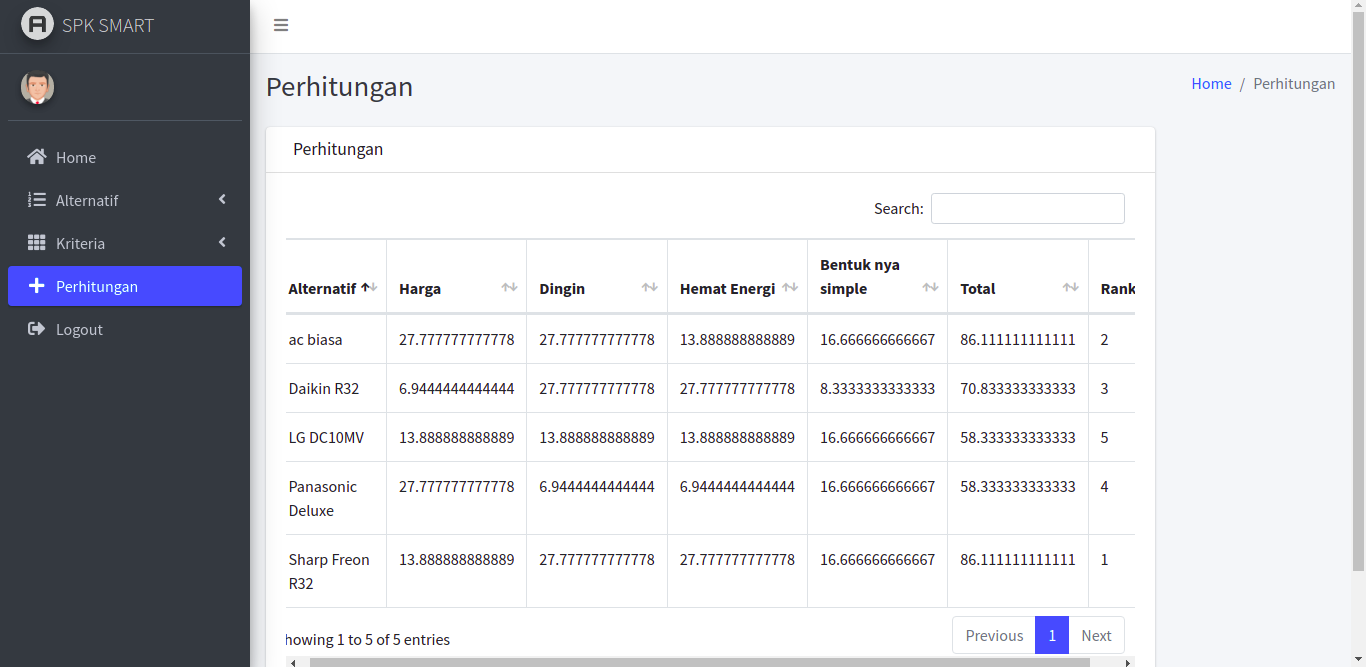 SPK SMART
Home
Alternatif
Kriteria
Perhitungan
Logout
Perhitungan
Home / Perhitungan
Perhitungan
Search:
Alternatif Harga Dingin Hemat Energi Bentuk nya simple Total Rank
ac biasa 27.777777777778 27.777777777778 13.888888888889 16.666666666667 86.111111111111 2
Daikin R32 6.9444444444444 27.777777777778 27.777777777778 8.3333333333333 70.833333333333 3
LG DC10MV 13.888888888889 13.888888888889 13.888888888889 16.666666666667 58.333333333333 5
Panasonic Deluxe 27.777777777778 6.9444444444444 6.9444444444444 16.666666666667 58.333333333333 4
Sharp Freon R32 13.888888888889 27.777777777778 27.777777777778 16.666666666667 86.111111111111 1
howing 1 to 5 of 5 entries
Previous 1 Next